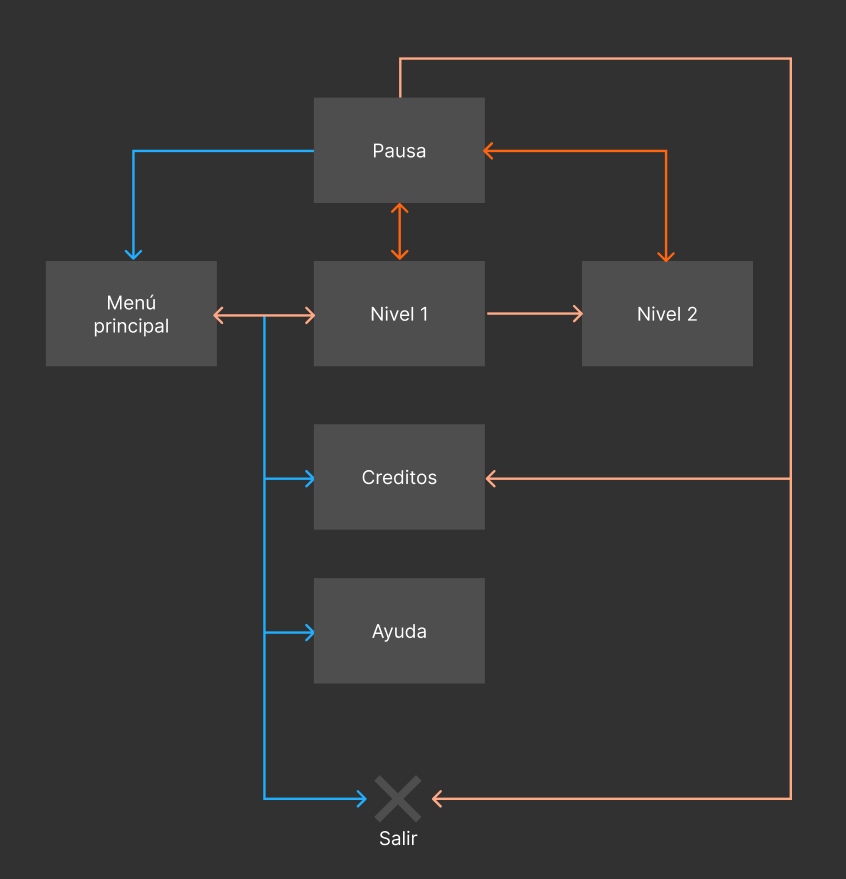 Pausa
Menú
principal
Nivel 1
Nivel 2
Creditos
Ayuda
Salir